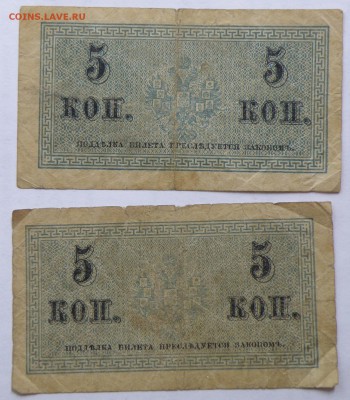 COINS.LAVE.RU
5 5
КОП. КОП.
ПОДДѢЛКА БИЛЕТА ПРЕСЛѢДУЕТСЯ ЗАКОНОМЪ.
5 5
КОП. КОП.
ПОДДѢЛКА БИЛЕТА ПРЕСЛѢДУЕТСЯ ЗАКОНОМЪ.